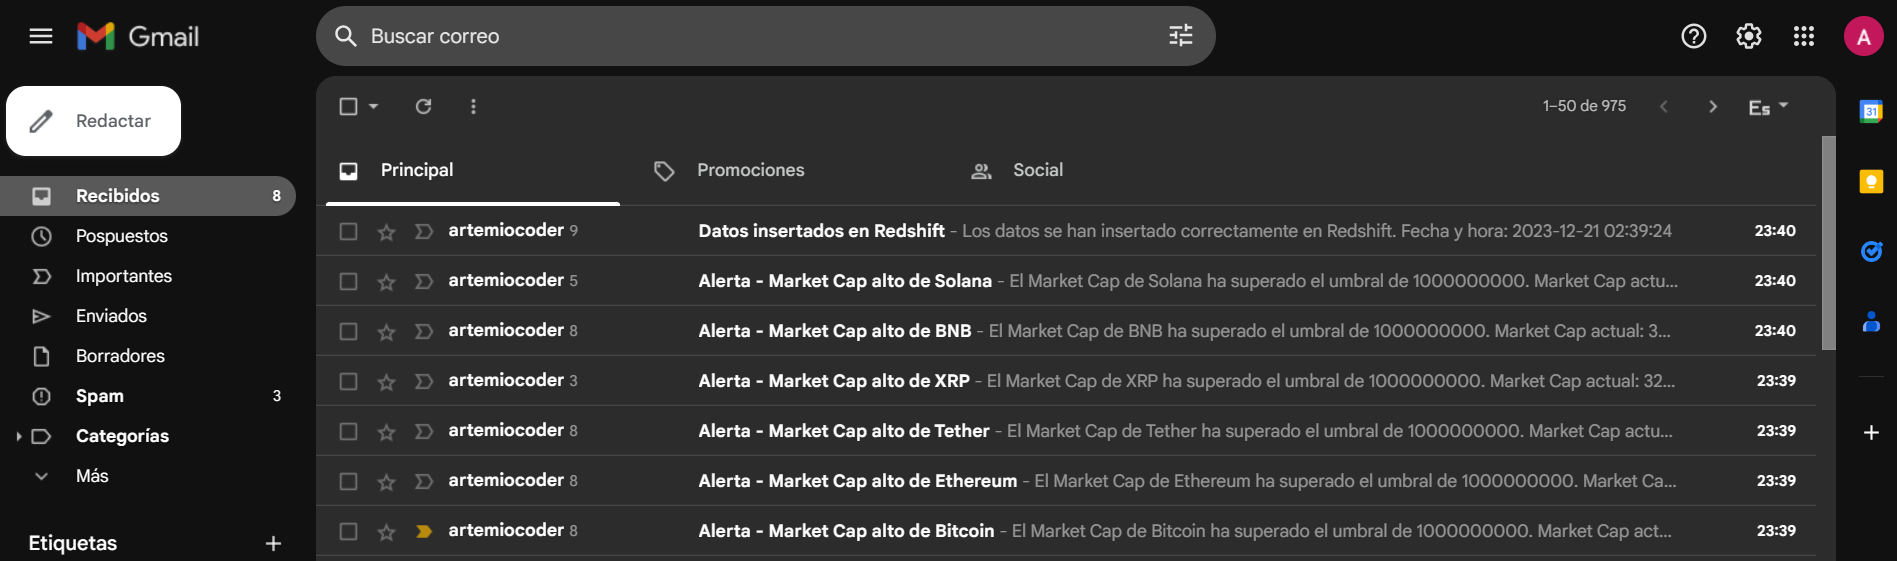 Gmail
Buscar correo
A
Redactar
1–50 de 975
Es
31
Principal
Promociones
Social
Recibidos 8
Pospuestos
Importantes
Enviados
Borradores
Spam 3
Categorías
Más
Etiquetas
artemiocoder 9 Datos insertados en Redshift - Los datos se han insertado correctamente en Redshift. Fecha y hora: 2023-12-21 02:39:24 23:40
artemiocoder 5 Alerta - Market Cap alto de Solana - El Market Cap de Solana ha superado el umbral de 1000000000. Market Cap actu... 23:40
artemiocoder 8 Alerta - Market Cap alto de BNB - El Market Cap de BNB ha superado el umbral de 1000000000. Market Cap actual: 3... 23:40
artemiocoder 3 Alerta - Market Cap alto de XRP - El Market Cap de XRP ha superado el umbral de 1000000000. Market Cap actual: 32... 23:39
artemiocoder 8 Alerta - Market Cap alto de Tether - El Market Cap de Tether ha superado el umbral de 1000000000. Market Cap actu... 23:39
artemiocoder 8 Alerta - Market Cap alto de Ethereum - El Market Cap de Ethereum ha superado el umbral de 1000000000. Market Ca... 23:39
artemiocoder 8 Alerta - Market Cap alto de Bitcoin - El Market Cap de Bitcoin ha superado el umbral de 1000000000. Market Cap act... 23:39